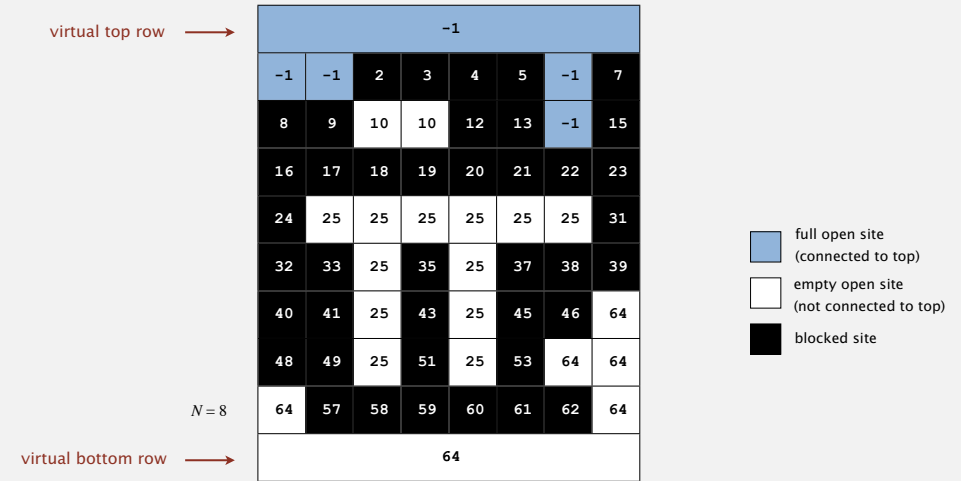 virtual top row
-1
-1 -1 2 3 4 5 -1 7
8 9 10 10 12 13 -1 15
16 17 18 19 20 21 22 23
24 25 25 25 25 25 25 31
32 33 25 35 25 37 38 39
40 41 25 43 25 45 46 64
48 49 25 51 25 53 64 64
N = 8 64 57 58 59 60 61 62 64
virtual bottom row
64
full open site
(connected to top)
empty open site
(not connected to top)
blocked site